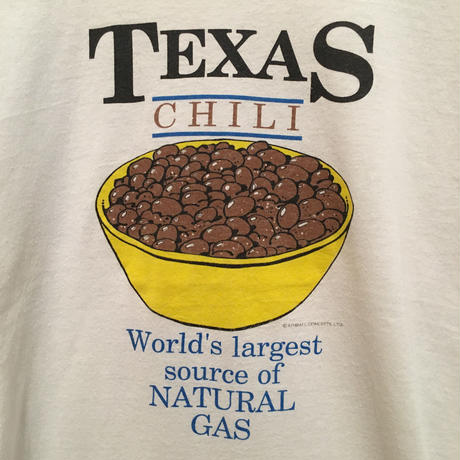 TEXAS
CHILI
World's largest
source of
NATURAL
GAS